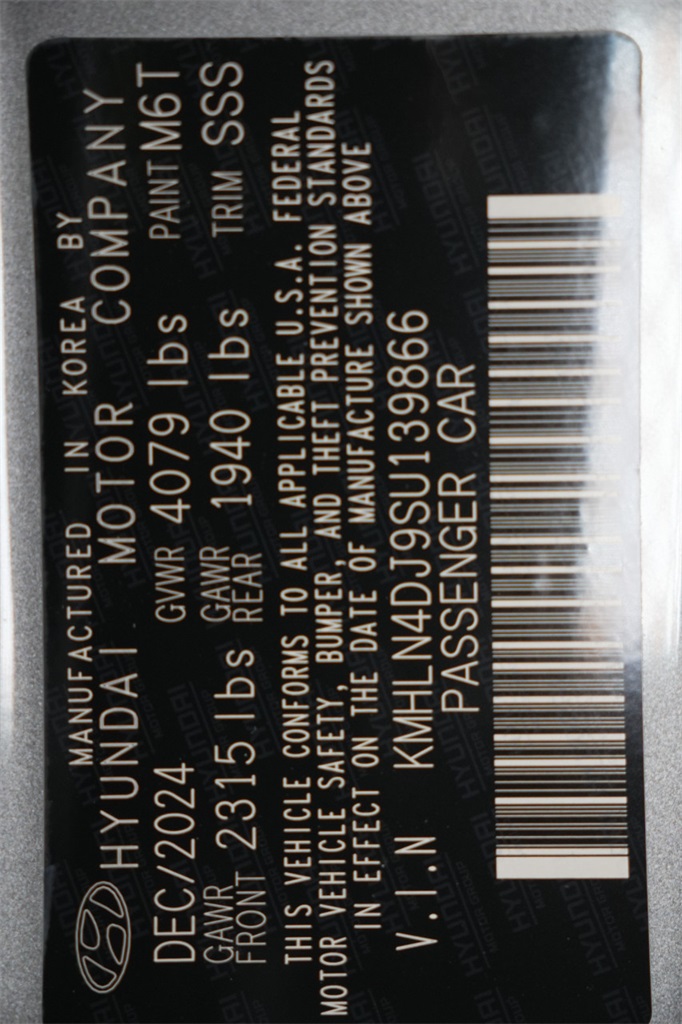 MANUFACTURED IN KOREA BY
HYUNDAI MOTOR COMPANY
DEC/2024 GVWR 4079 lbs PAINT M6T
GAWR FRONT 2315 lbs GAWR REAR 1940 lbs TRIM SSS
THIS VEHICLE CONFORMS TO ALL APPLICABLE U.S.A. FEDERAL
MOTOR VEHICLE SAFETY, BUMPER, AND THEFT PREVENTION STANDARDS
IN EFFECT ON THE DATE OF MANUFACTURE SHOWN ABOVE
V.I.N KMHLN4DJ9SU139866
PASSENGER CAR